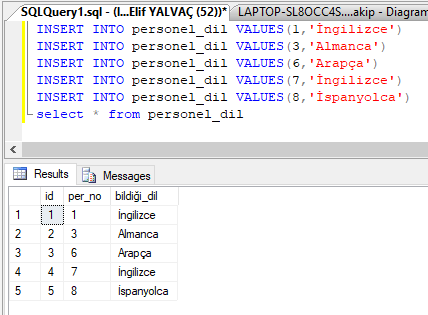 SQLQuery1.sql - (l...Elif YALVAÇ (52))* LAPTOP-SL8OCC4S....akip - Diagram
INSERT INTO personel_dil VALUES(1,'İngilizce')
INSERT INTO personel_dil VALUES(3,'Almanca')
INSERT INTO personel_dil VALUES(6,'Arapça')
INSERT INTO personel_dil VALUES(7,'İngilizce')
INSERT INTO personel_dil VALUES(8,'İspanyolca')
select * from personel_dil
Results Messages
id per_no bildiği_dil
1 1 1 İngilizce
2 2 3 Almanca
3 3 6 Arapça
4 4 7 İngilizce
5 5 8 İspanyolca